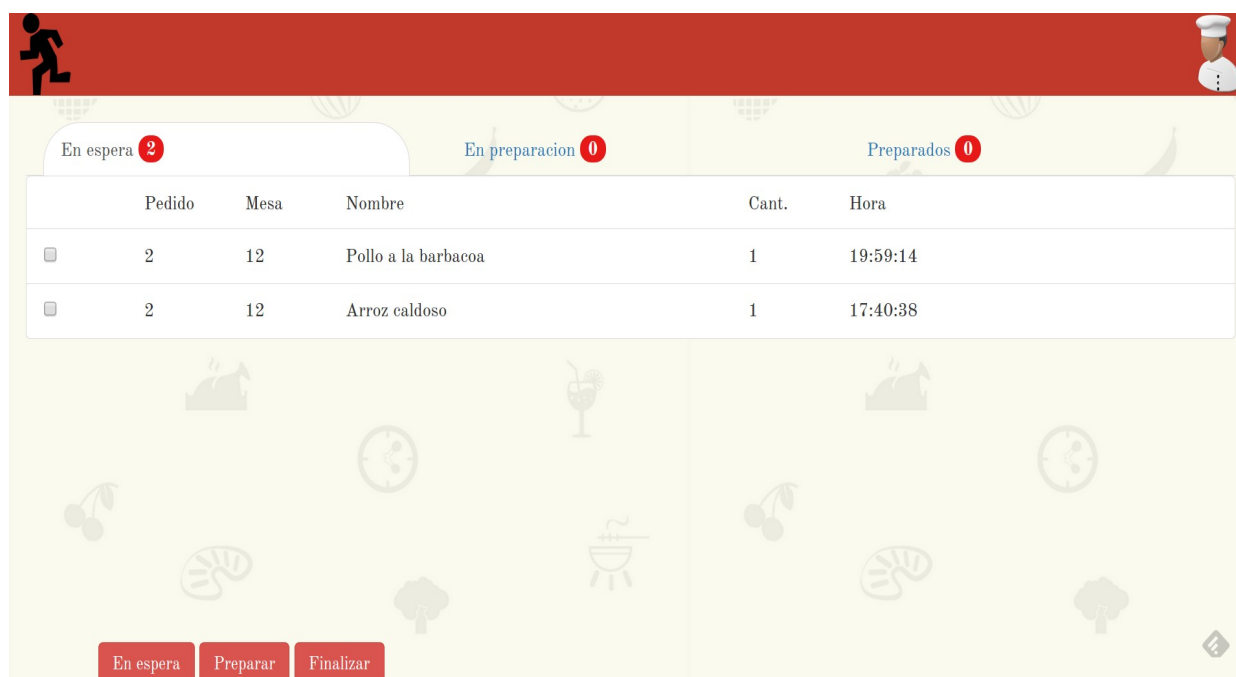 En espera 2 En preparacion 0 Preparados 0
Pedido Mesa Nombre Cant. Hora
2 12 Pollo a la barbacoa 1 19:59:14
2 12 Arroz caldoso 1 17:40:38
En espera Preparar Finalizar